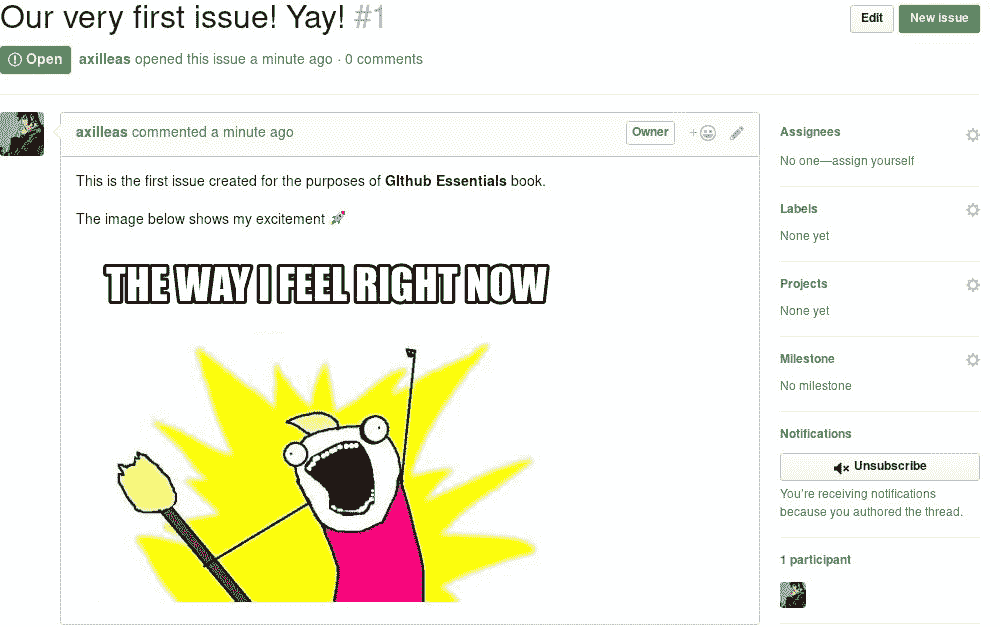 Our very first issue! Yay! #1
Edit
New issue
Open
axilleas opened this issue a minute ago · 0 comments
axilleas commented a minute ago
Owner
This is the first issue created for the purposes of GIthub Essentials book.
The image below shows my excitement
THE WAY I FEEL RIGHT NOW
Assignees
No one—assign yourself
Labels
None yet
Projects
None yet
Milestone
No milestone
Notifications
Unsubscribe
You're receiving notifications
because you authored the thread.
1 participant